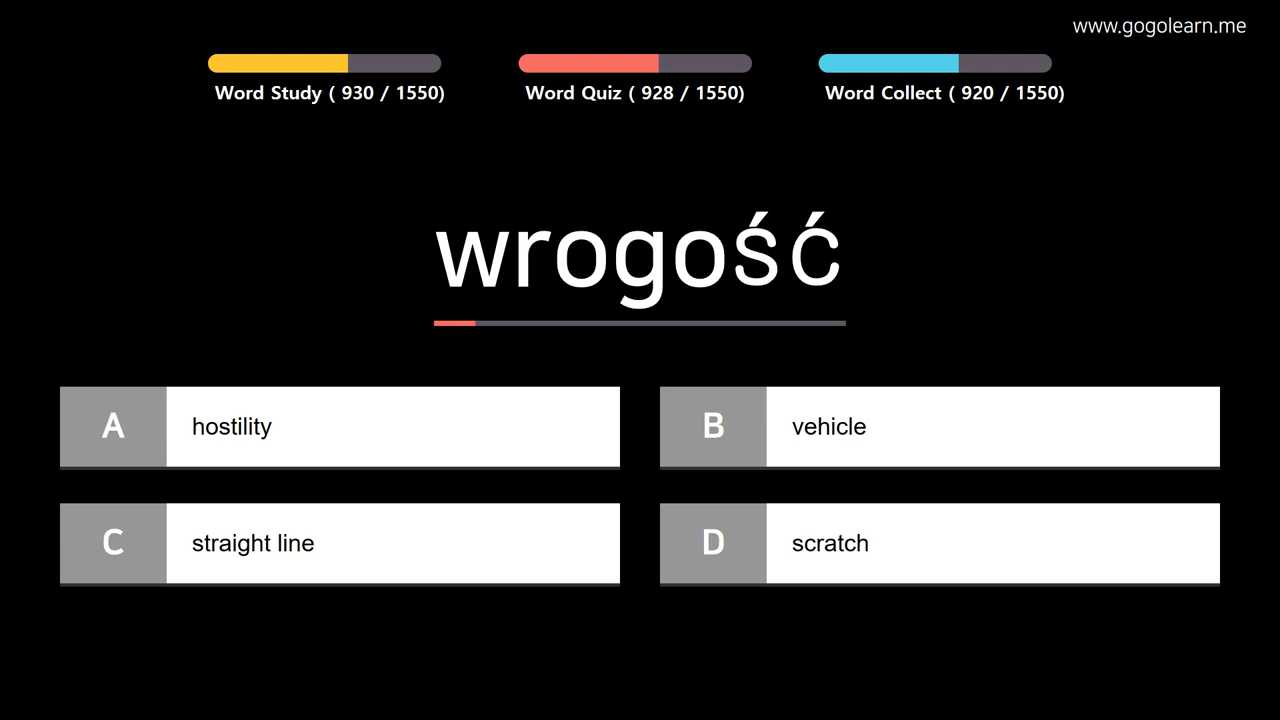 www.gogolearn.me
Word Study ( 930 / 1550)
Word Quiz ( 928 / 1550)
Word Collect ( 920 / 1550)
wrogość
A hostility
B vehicle
C straight line
D scratch